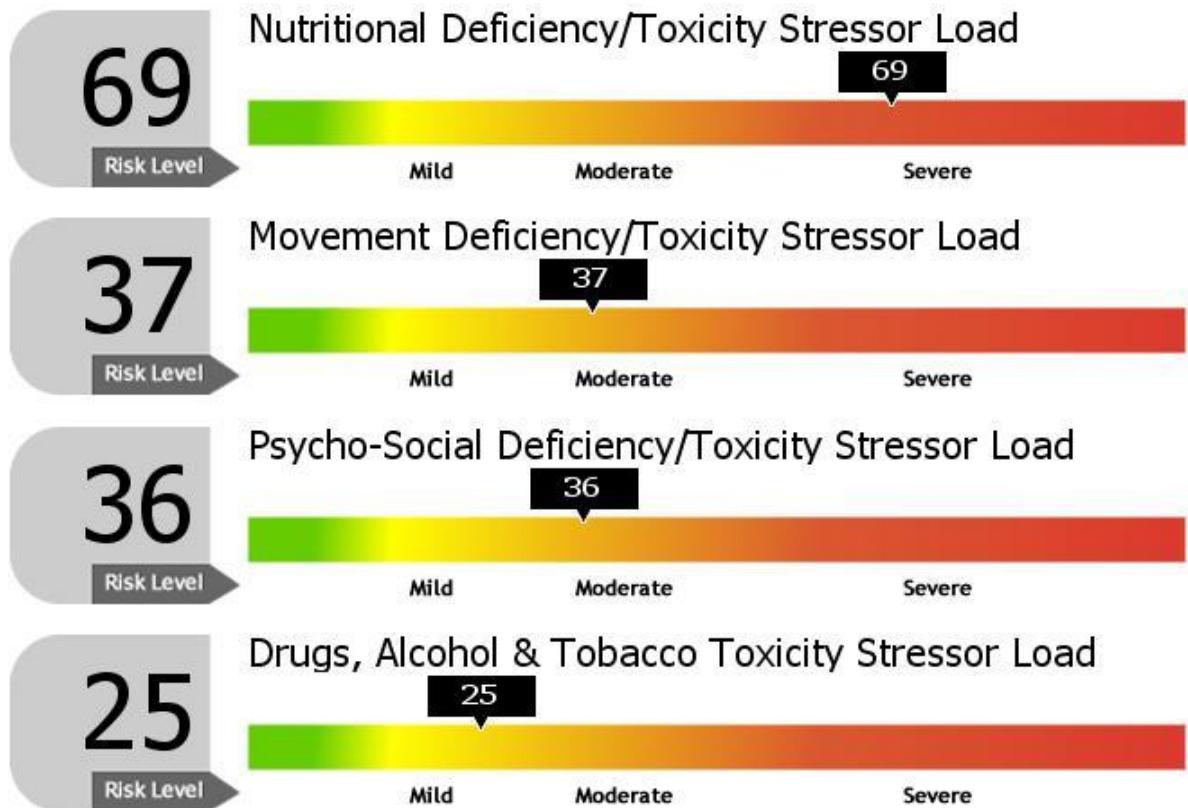 Nutritional Deficiency/Toxicity Stressor Load
69
69
Risk Level
Mild Moderate Severe
Movement Deficiency/Toxicity Stressor Load
37
37
Risk Level
Mild Moderate Severe
Psycho-Social Deficiency/Toxicity Stressor Load
36
36
Risk Level
Mild Moderate Severe
Drugs, Alcohol & Tobacco Toxicity Stressor Load
25
25
Risk Level
Mild Moderate Severe